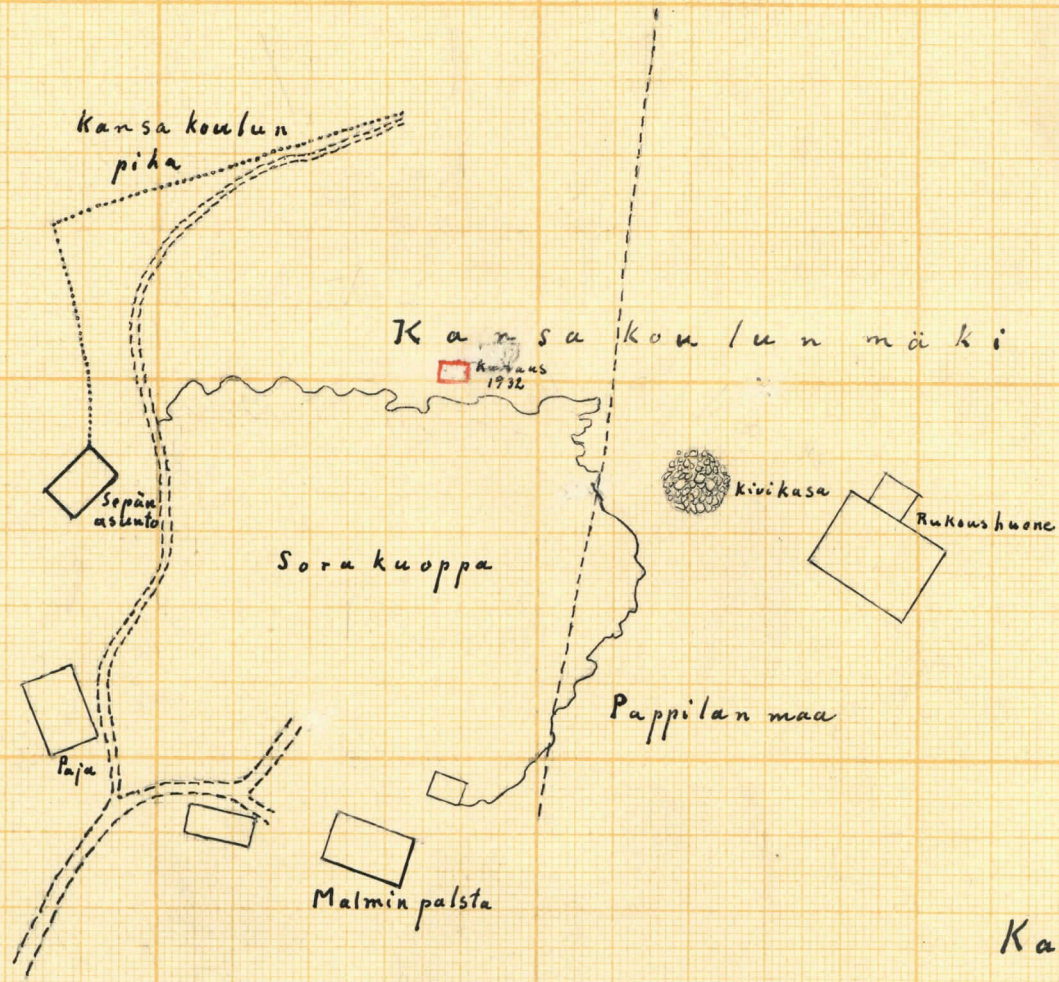 Kansa koulun
piha
Kansa koulun mäki
Kaivaus
1932
Sepän
asunto
Kivikasa
Rukoushuone
Sora kuoppa
Pappilan maa
Paja
Malmin palsta
Ka